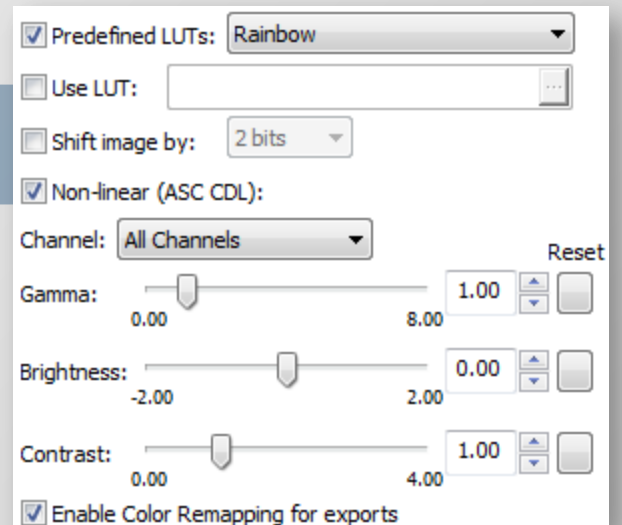 Predefined LUTs: Rainbow
Use LUT: ...
Shift image by: 2 bits
Non-linear (ASC CDL):
Channel: All Channels
Reset
Gamma: 1.00
0.00 8.00
Brightness: 0.00
-2.00 2.00
Contrast: 1.00
0.00 4.00
Enable Color Remapping for exports